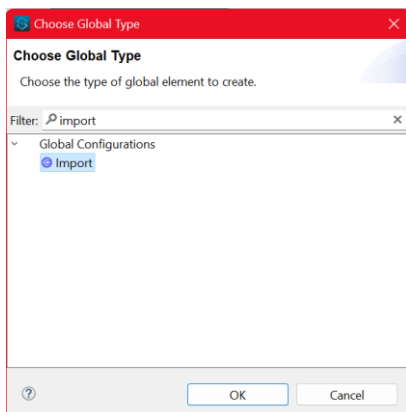 Choose Global Type
Choose Global Type
Choose the type of global element to create.
Filter: import
Global Configurations
Import
OK Cancel